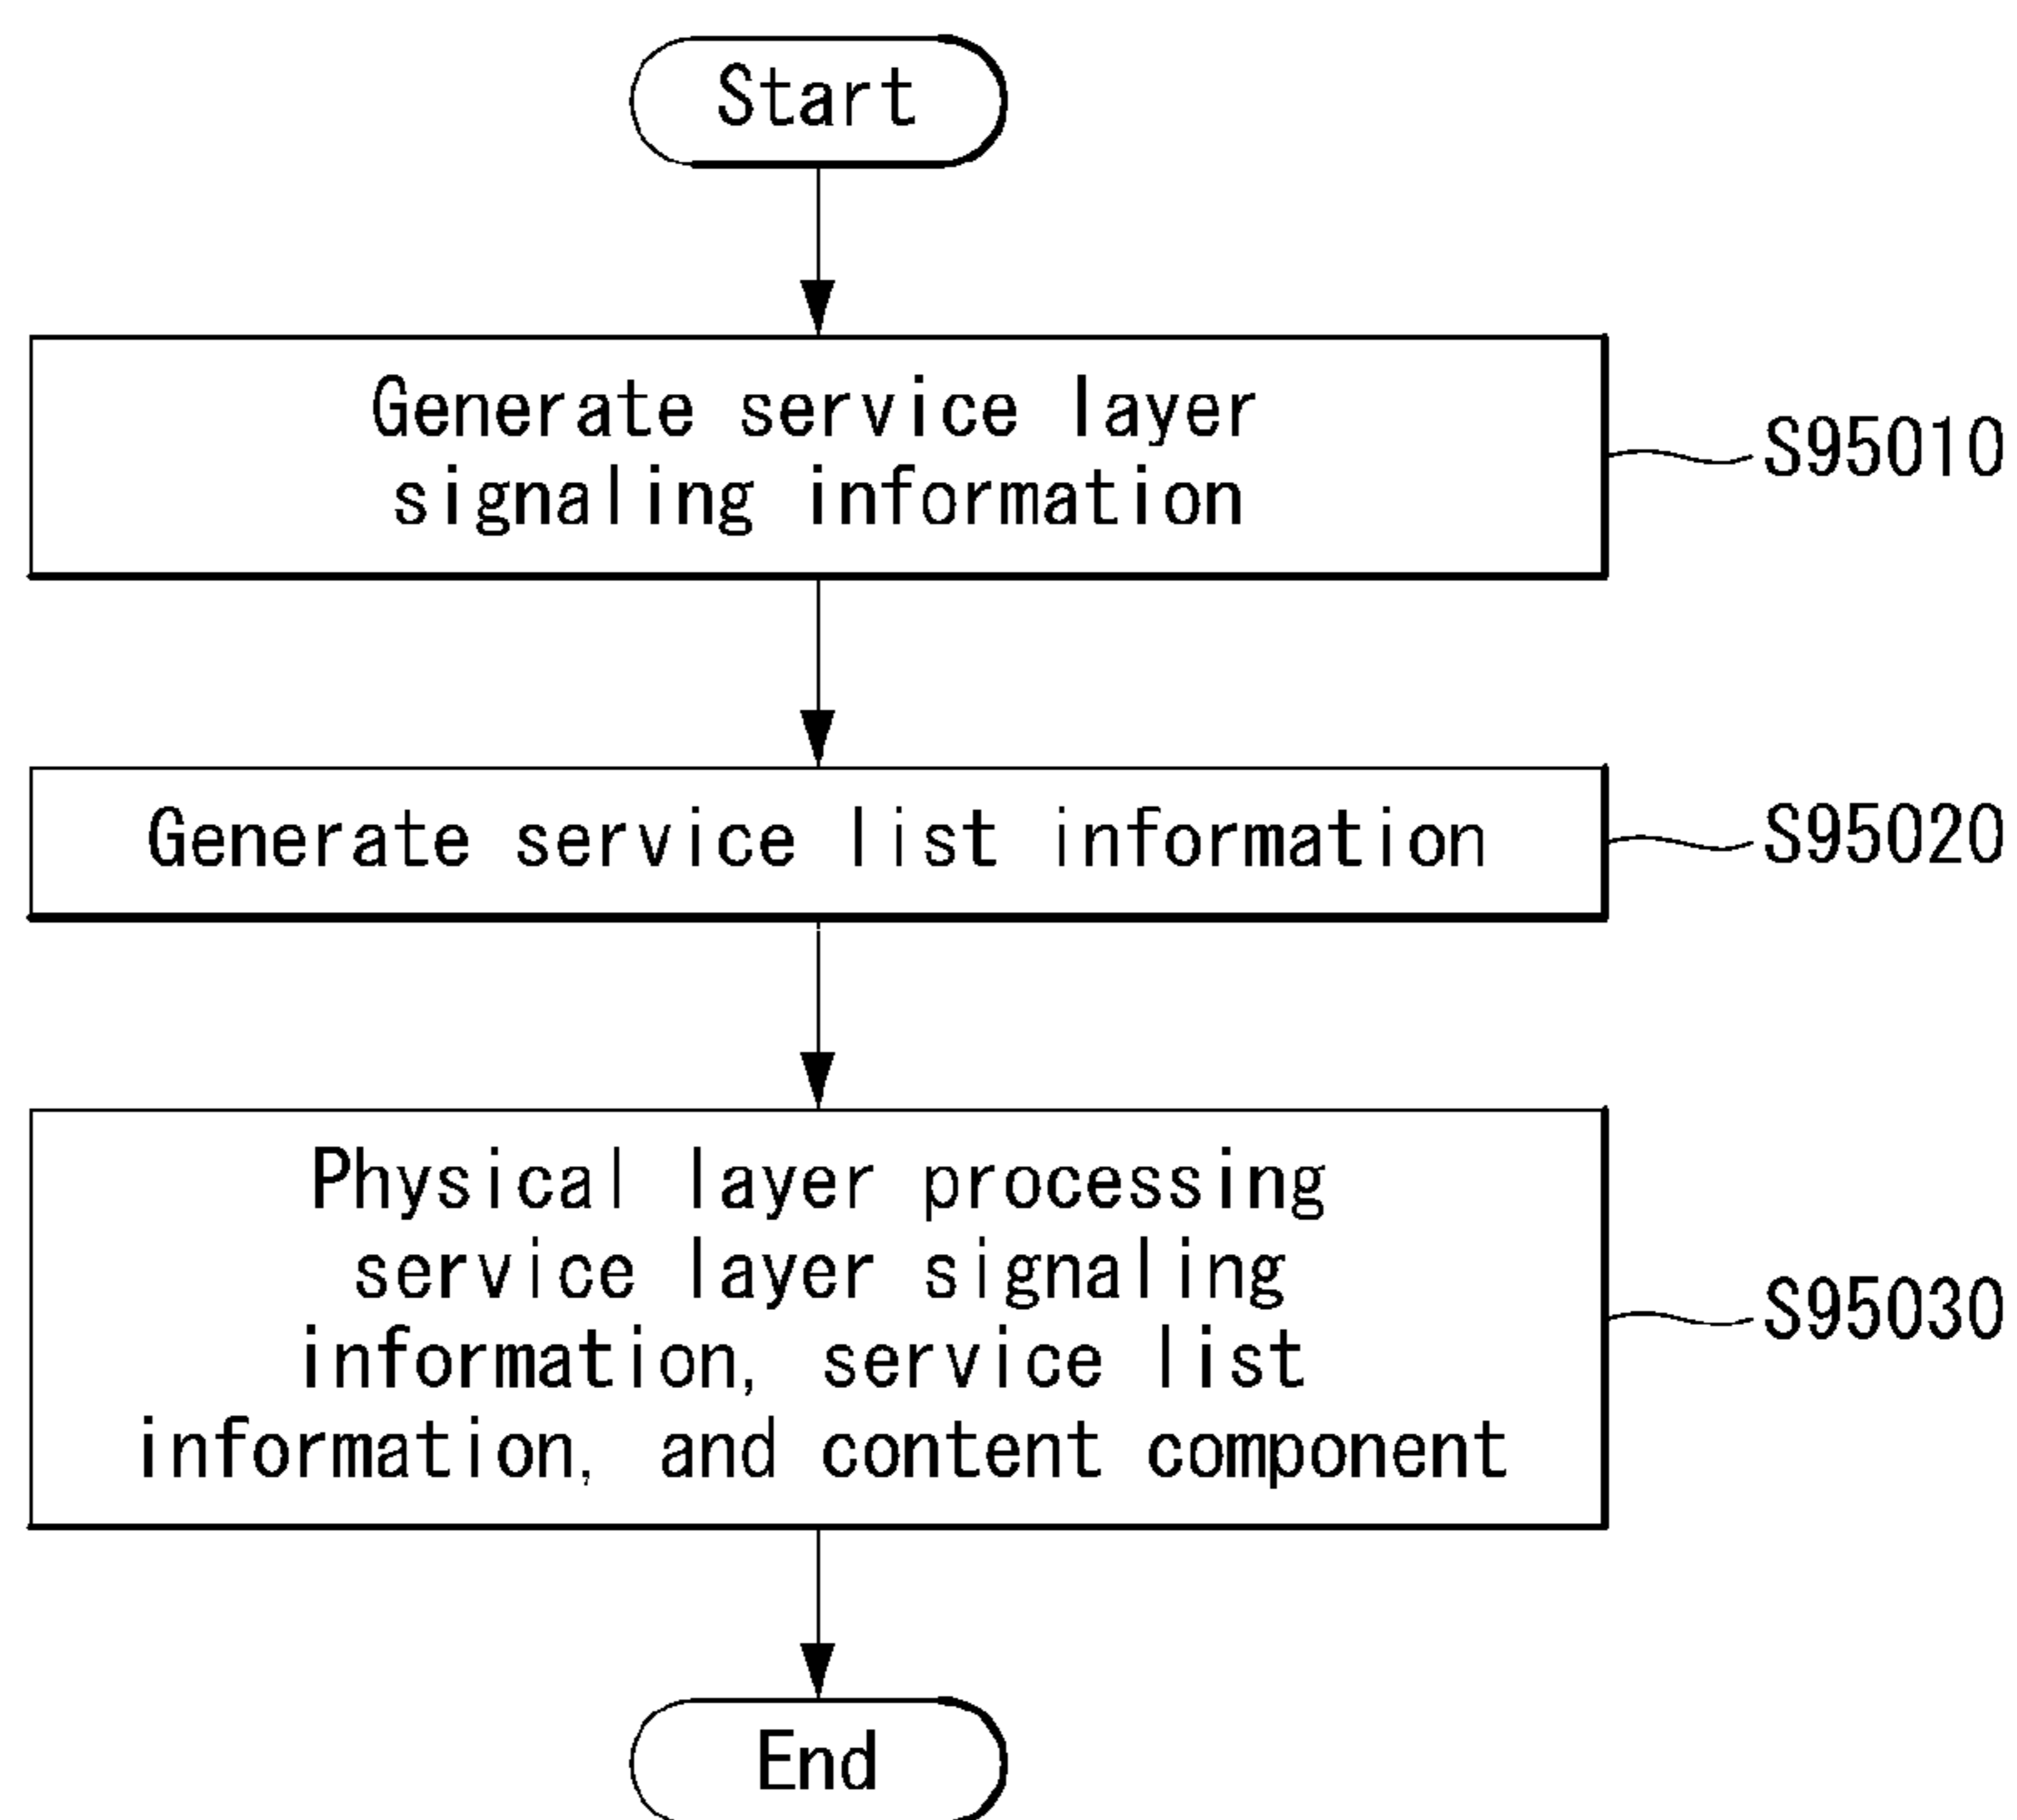 Start
Generate service layer
signaling information
S95010
Generate service list information
S95020
Physical layer processing
service layer signaling
information, service list
information, and content component
S95030
End